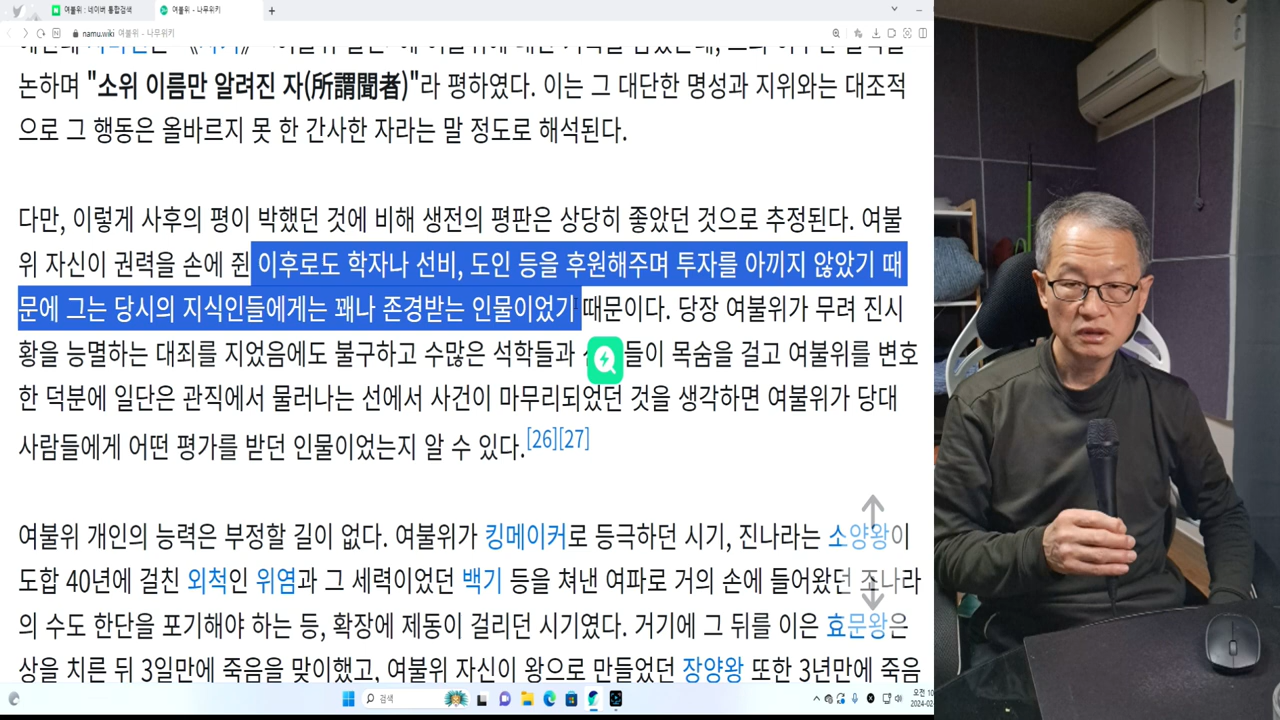 여불위 : 네이버 통합검색
여불위 - 나무위키
namu.wiki 여불위 - 나무위키
논하며 "소위 이름만 알려진 자(所謂聞者)"라 평하였다. 이는 그 대단한 명성과 지위와는 대조적
으로 그 행동은 올바르지 못 한 간사한 자라는 말 정도로 해석된다.
다만, 이렇게 사후의 평이 박했던 것에 비해 생전의 평판은 상당히 좋았던 것으로 추정된다. 여불
위 자신이 권력을 손에 쥔 이후로도 학자나 선비, 도인 등을 후원해주며 투자를 아끼지 않았기 때
문에 그는 당시의 지식인들에게는 꽤나 존경받는 인물이었기 때문이다. 당장 여불위가 무려 진시
황을 능멸하는 대죄를 지었음에도 불구하고 수많은 석학들과 들이 목숨을 걸고 여불위를 변호
한 덕분에 일단은 관직에서 물러나는 선에서 사건이 마무리되었던 것을 생각하면 여불위가 당대
사람들에게 어떤 평가를 받던 인물이었는지 알 수 있다.[26][27]
여불위 개인의 능력은 부정할 길이 없다. 여불위가 킹메이커로 등극하던 시기, 진나라는 소양왕이
도합 40년에 걸친 외척인 위염과 그 세력이었던 백기 등을 쳐낸 여파로 거의 손에 들어왔던 조나라
의 수도 한단을 포기해야 하는 등, 확장에 제동이 걸리던 시기였다. 거기에 그 뒤를 이은 효문왕은
상을 치른 뒤 3일만에 죽음을 맞이했고, 여불위 자신이 왕으로 만들었던 장양왕 또한 3년만에 죽음
검색
오전 10
2024-02